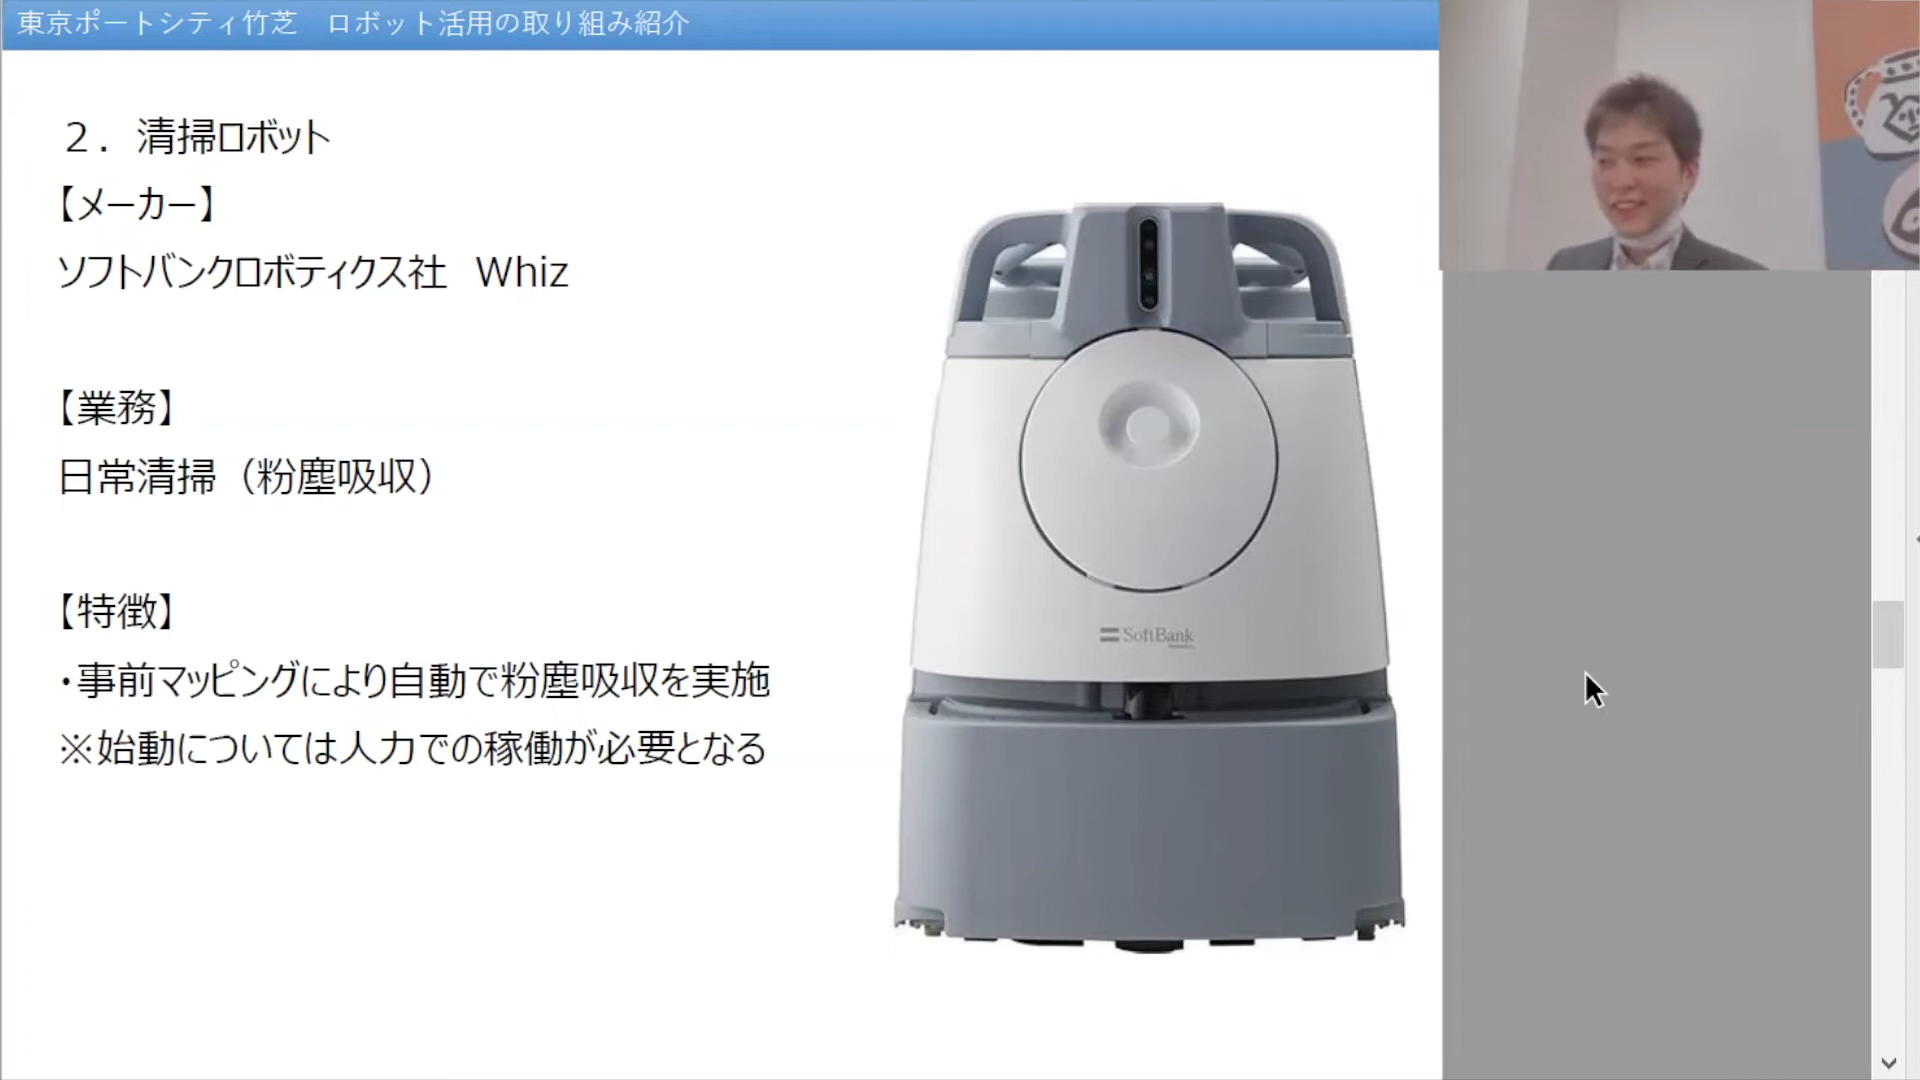 東京ポートシティ竹芝　ロボット活用の取り組み紹介
２．清掃ロボット
【メーカー】
ソフトバンクロボティクス社　Whiz
【業務】
日常清掃（粉塵吸収）
【特徴】
・事前マッピングにより自動で粉塵吸収を実施
※始動については人力での稼働が必要となる
SoftBank